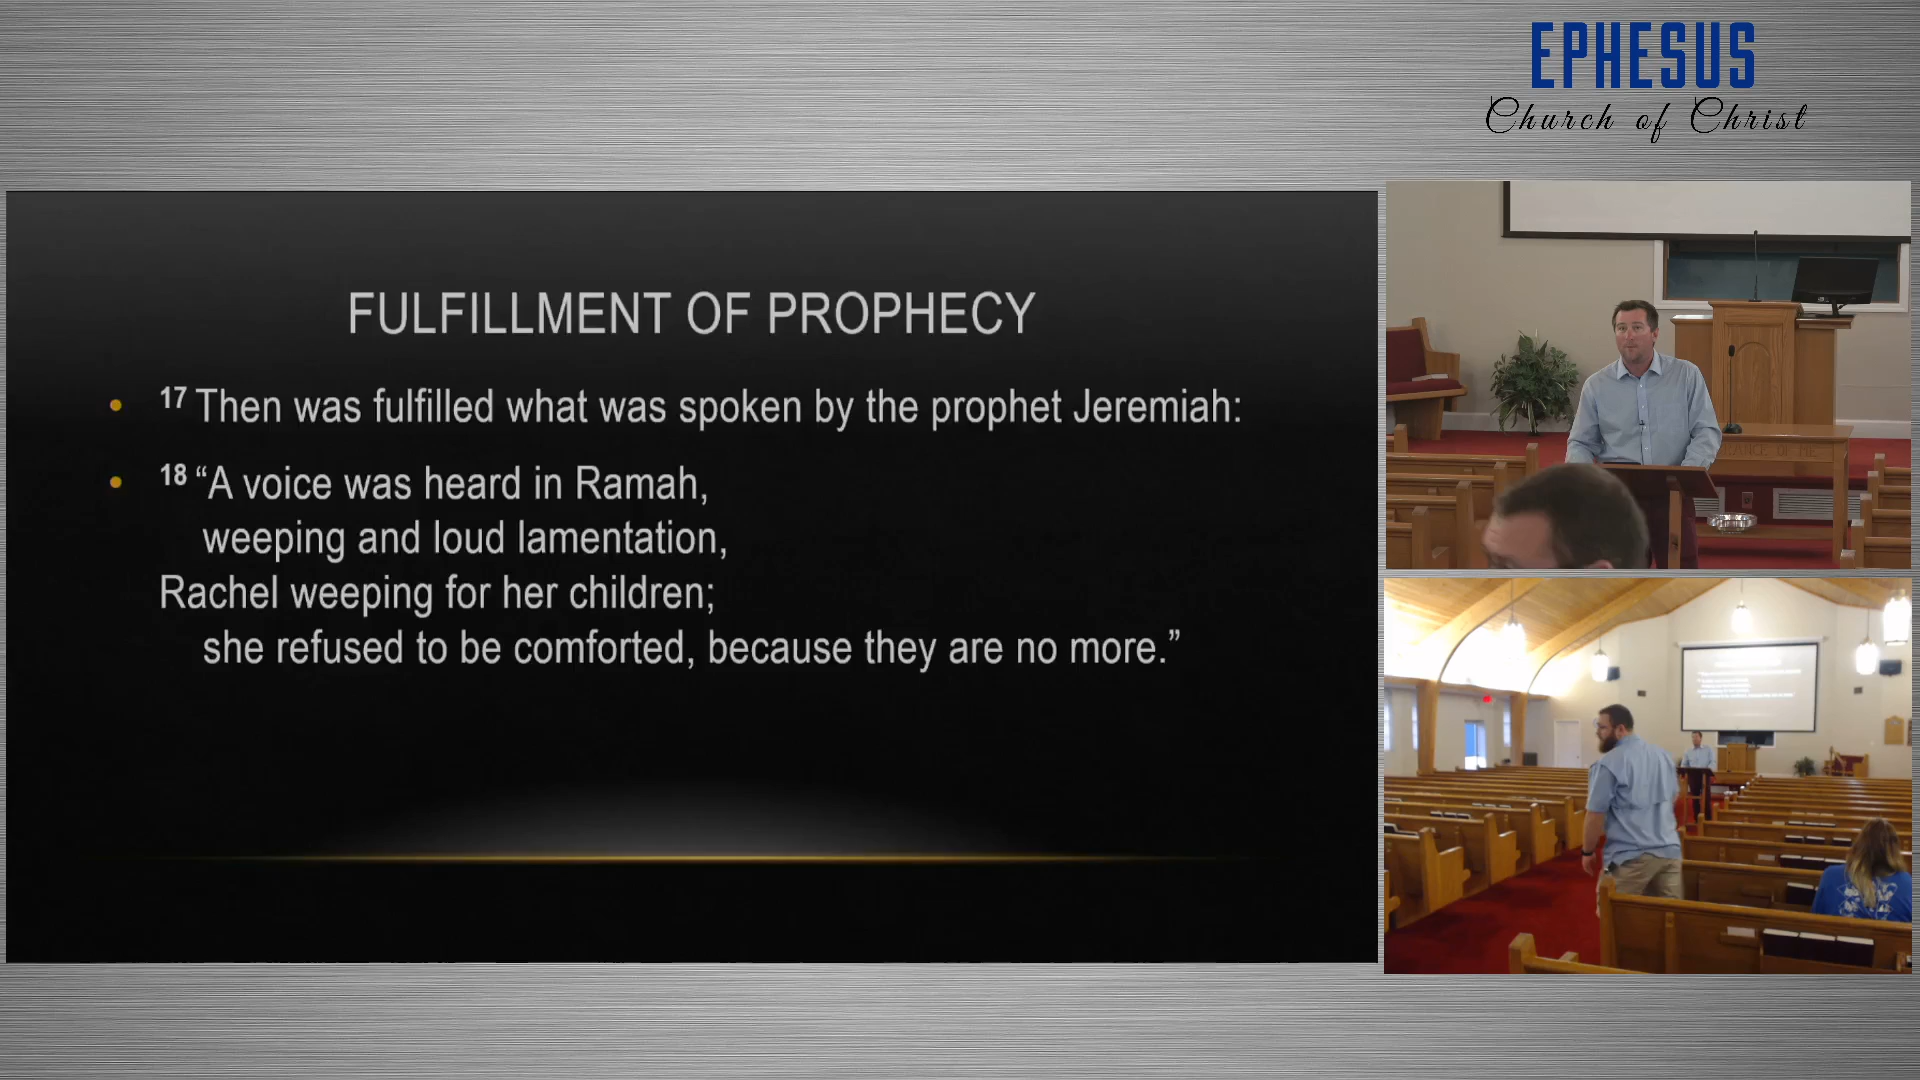 EPHESUS
Church of Christ
FULFILLMENT OF PROPHECY
• 17 Then was fulfilled what was spoken by the prophet Jeremiah:
• 18 “A voice was heard in Ramah,
weeping and loud lamentation,
Rachel weeping for her children;
she refused to be comforted, because they are no more.”
OF ME